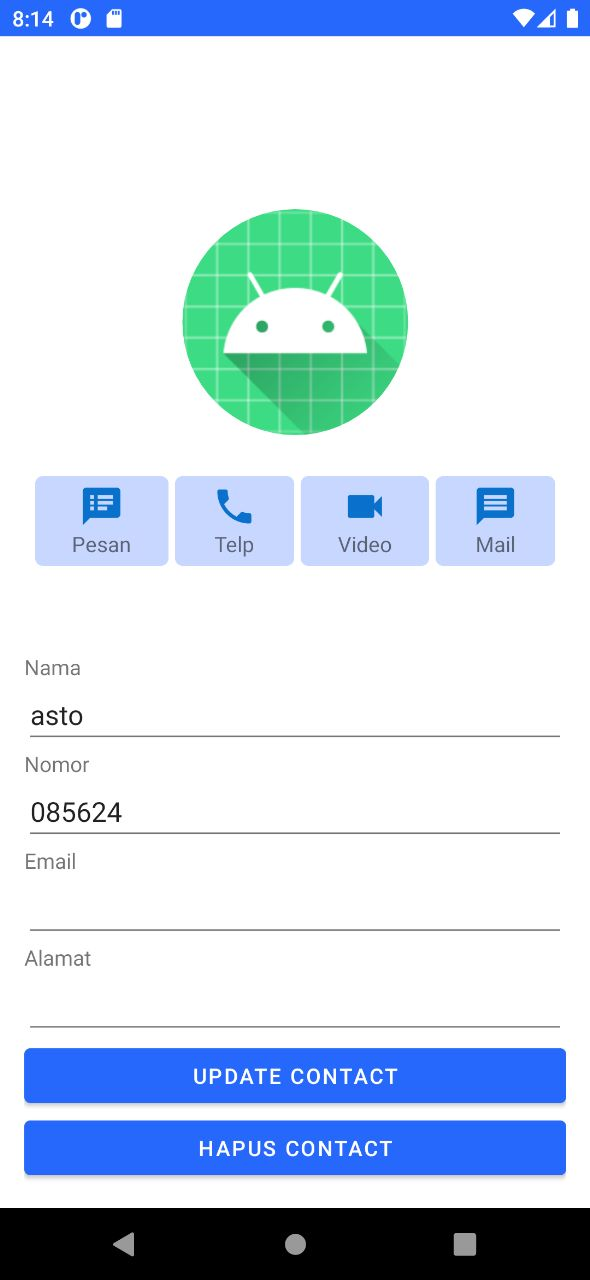 8:14
Pesan Telp Video Mail
Nama
asto
Nomor
085624
Email
Alamat
UPDATE CONTACT
HAPUS CONTACT